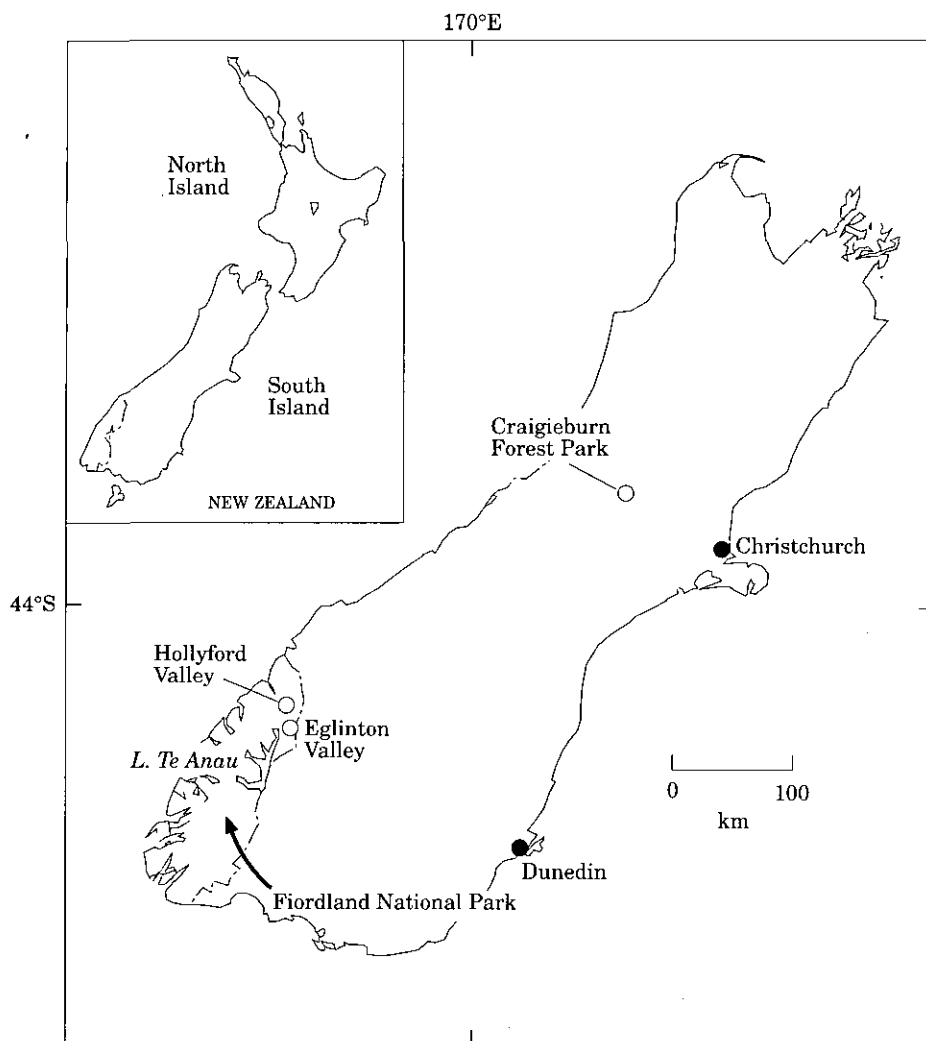 170°E
North
Island
South
Island
NEW ZEALAND
Craigieburn
Forest Park
Christchurch
44°S
Hollyford
Valley
Eglinton
Valley
L. Te Anau
0 100
km
Dunedin
Fiordland National Park